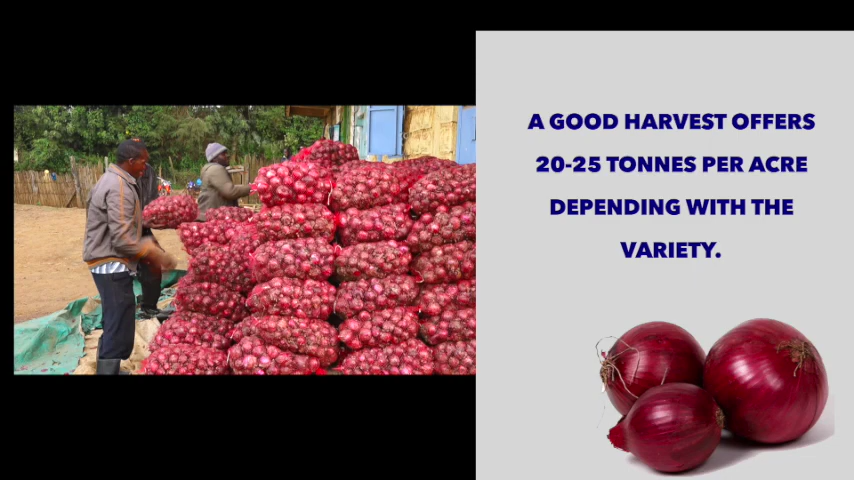 A GOOD HARVEST OFFERS
20-25 TONNES PER ACRE
DEPENDING WITH THE
VARIETY.